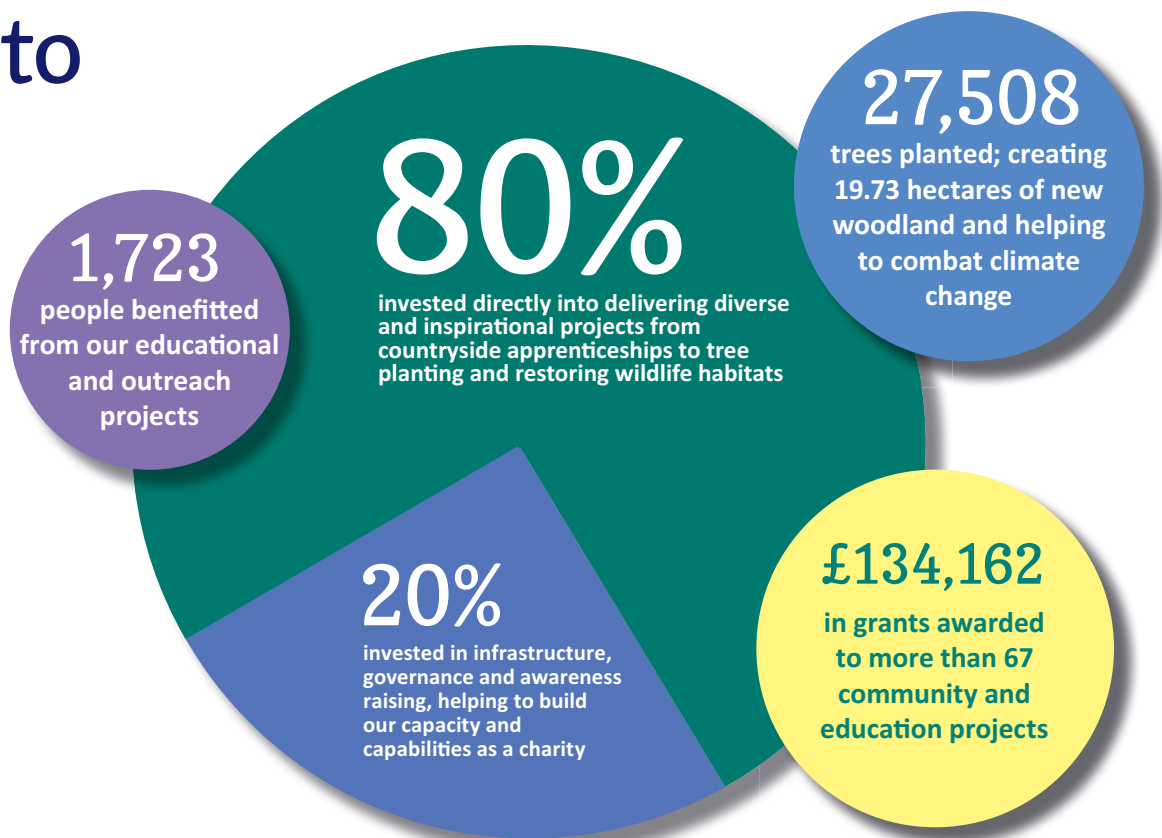 to
80%
invested directly into delivering diverse
and inspirational projects from
countryside apprenticeships to tree
planting and restoring wildlife habitats
27,508
trees planted; creating
19.73 hectares of new
woodland and helping
to combat climate
change
1,723
people benefitted
from our educational
and outreach
projects
20%
invested in infrastructure,
governance and awareness
raising, helping to build
our capacity and
capabilities as a charity
£134,162
in grants awarded
to more than 67
community and
education projects